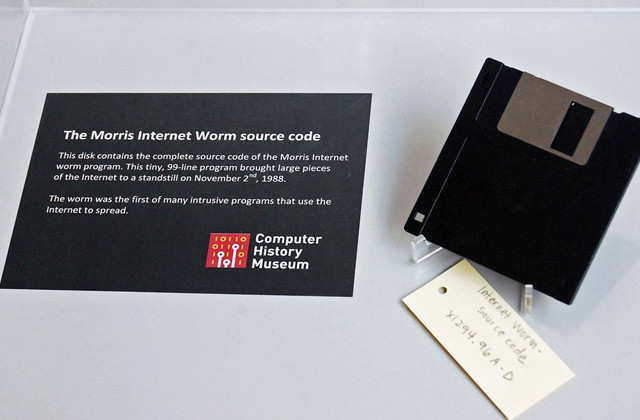 The Morris Internet Worm source code
This disk contains the complete source code of the Morris Internet
worm program. This tiny, 99-line program brought large pieces
of the Internet to a standstill on November 2nd, 1988.
The worm was the first of many intrusive programs that use the
Internet to spread.
10110
Computer
History
Museum
Internet Worm-
source code
X1294.96A-D